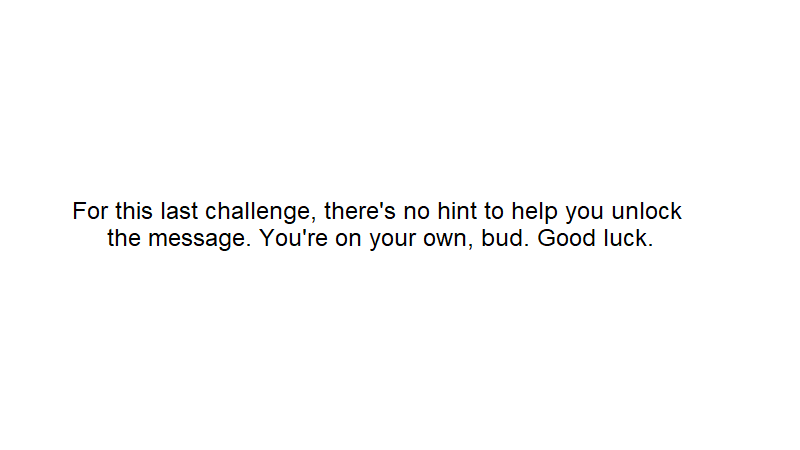 For this last challenge, there's no hint to help you unlock
the message. You're on your own, bud. Good luck.